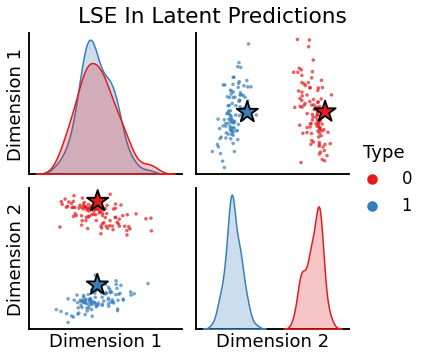 LSE In Latent Predictions
Dimension 1
Dimension 2
Dimension 1
Dimension 2
Type
0
1